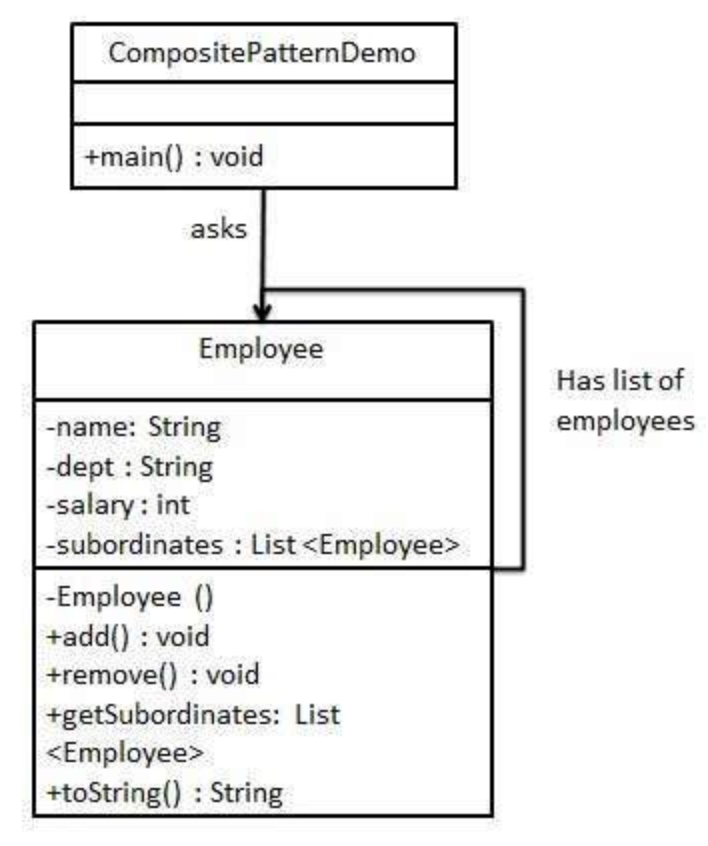 CompositePatternDemo
+main() : void
asks
Employee
Has list of
employees
-name: String
-dept : String
-salary : int
-subordinates : List <Employee>
-Employee ()
+add() : void
+remove() : void
+getSubordinates: List
<Employee>
+toString() : String